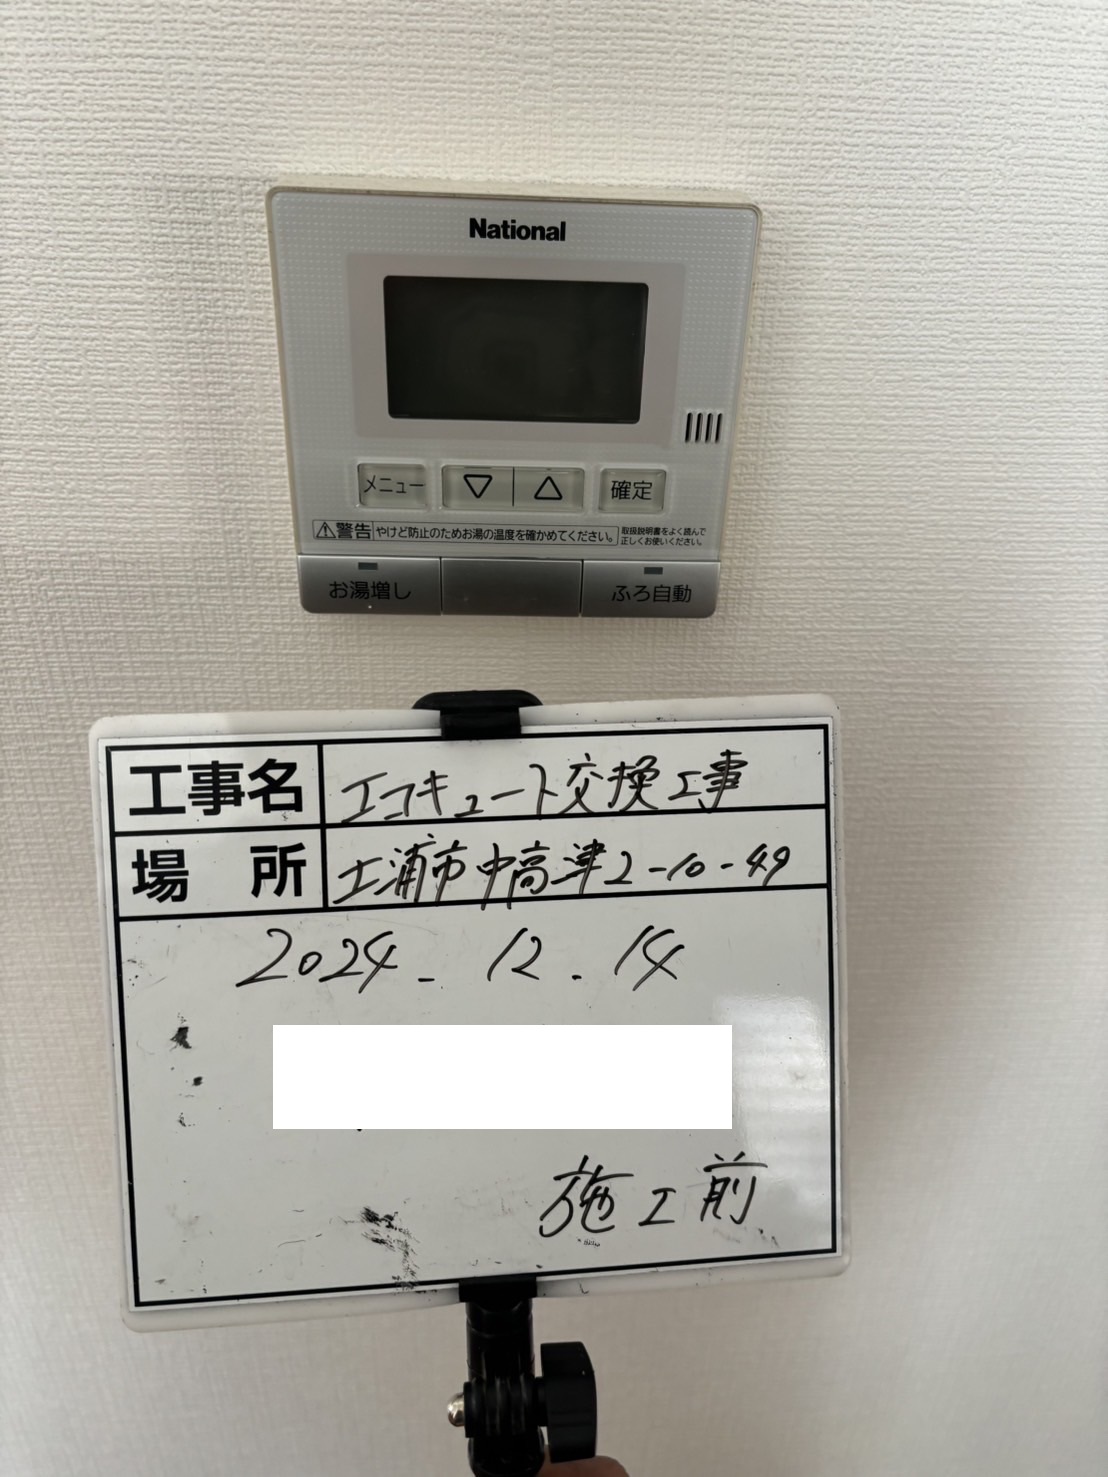 National
メニュー ▽ △ 確定
⚠警告 やけど防止のためお湯の温度を確かめてください。 取扱説明書をよく読んで
正しくお使いください。
お湯増し ふろ自動
工事名 エコキュート交換工事
場所 土浦市中高津2-10-49
2024. 12. 14
施工前